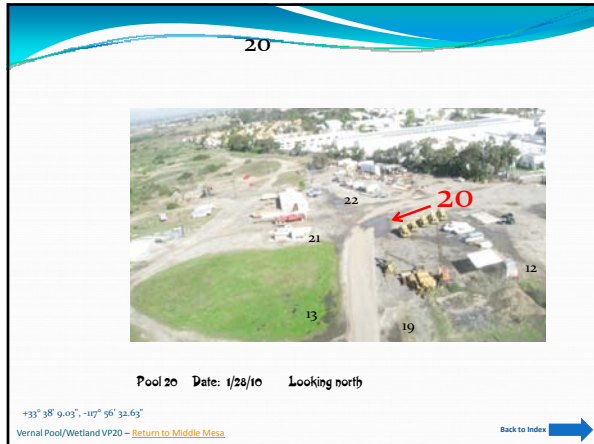 20
22
20
21
12
13
19
Pool 20 Date: 1/28/10 Looking north
+33° 38' 9.03", -117° 56' 32.63"
Vernal Pool/Wetland VP20 – Return to Middle Mesa
Back to Index